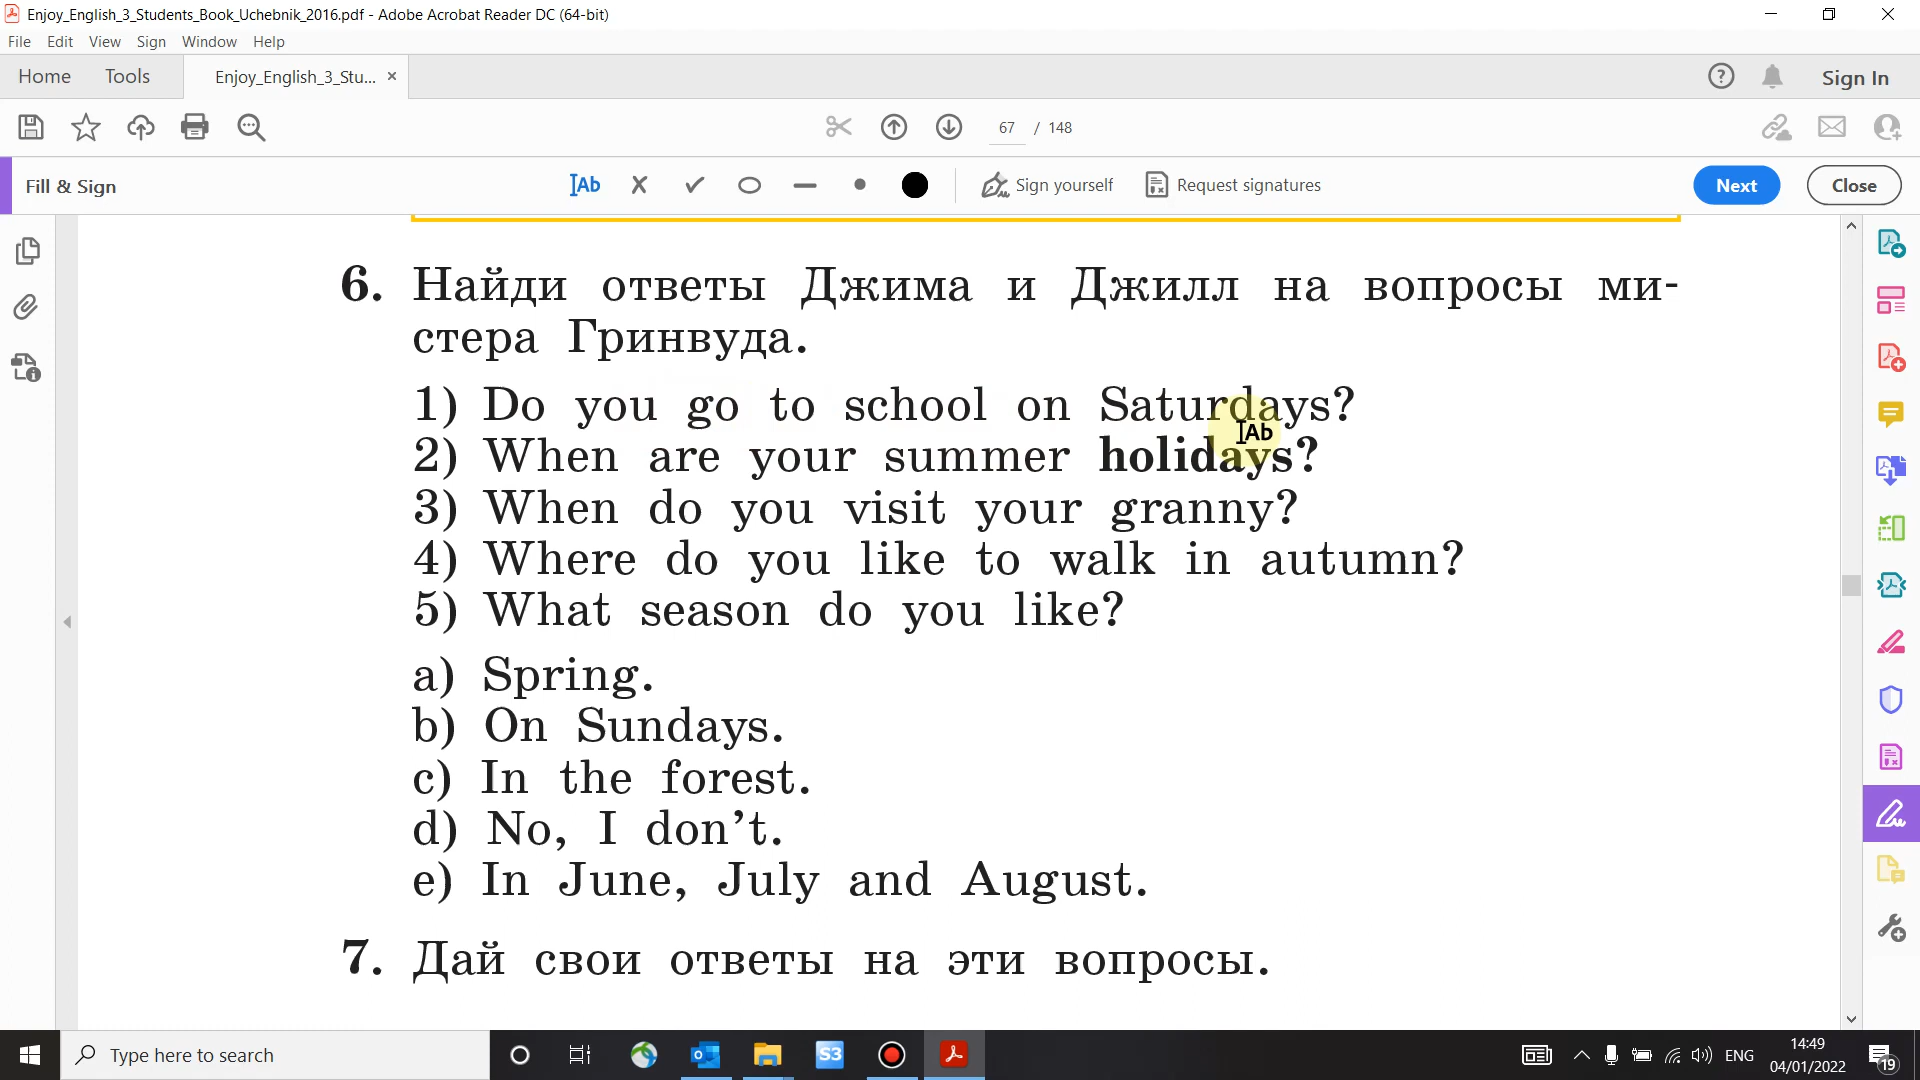 Enjoy_English_3_Students_Book_Uchebnik_2016.pdf - Adobe Acrobat Reader DC (64-bit)
File Edit View Sign Window Help
Home Tools Enjoy_English_3_Stu... × Sign In
67 / 148
Fill & Sign Ab Sign yourself Request signatures Next Close
6. Найди ответы Джима и Джилл на вопросы ми-
стера Гринвуда.
1) Do you go to school on Saturdays?
Ab
2) When are your summer holidays?
3) When do you visit your granny?
4) Where do you like to walk in autumn?
5) What season do you like?
a) Spring.
b) On Sundays.
c) In the forest.
d) No, I don’t.
e) In June, July and August.
7. Дай свои ответы на эти вопросы.
Type here to search S3 ENG 14:49
04/01/2022 19